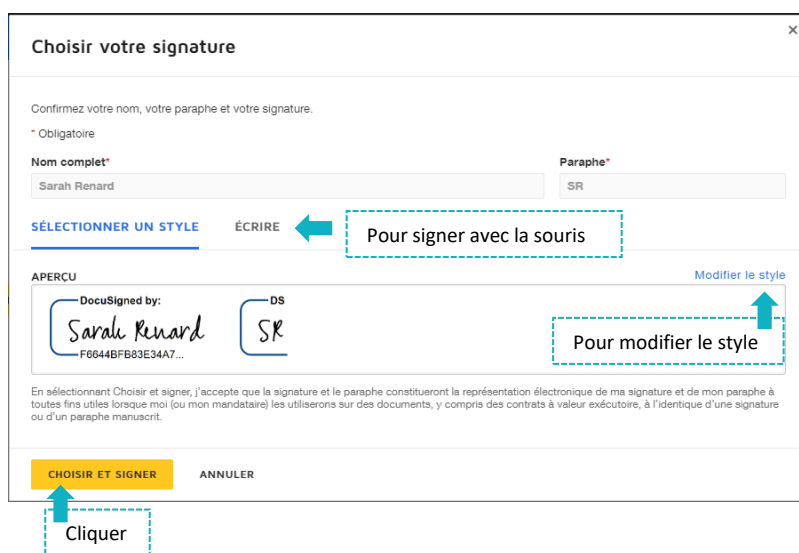 ×
Choisir votre signature
Confirmez votre nom, votre paraphe et votre signature.
* Obligatoire
Nom complet* Paraphe*
Sarah Renard SR
SÉLECTIONNER UN STYLE ÉCRIRE Pour signer avec la souris
APERÇU Modifier le style
DocuSigned by: DS
Sarah Renard SR
F6644BFB83E34A7...
Pour modifier le style
En sélectionnant Choisir et signer, j'accepte que la signature et le paraphe constitueront la représentation électronique de ma signature et de mon paraphe à
toutes fins utiles lorsque moi (ou mon mandataire) les utiliserons sur des documents, y compris des contrats à valeur exécutoire, à l'identique d'une signature
ou d'un paraphe manuscrit.
CHOISIR ET SIGNER ANNULER
Cliquer